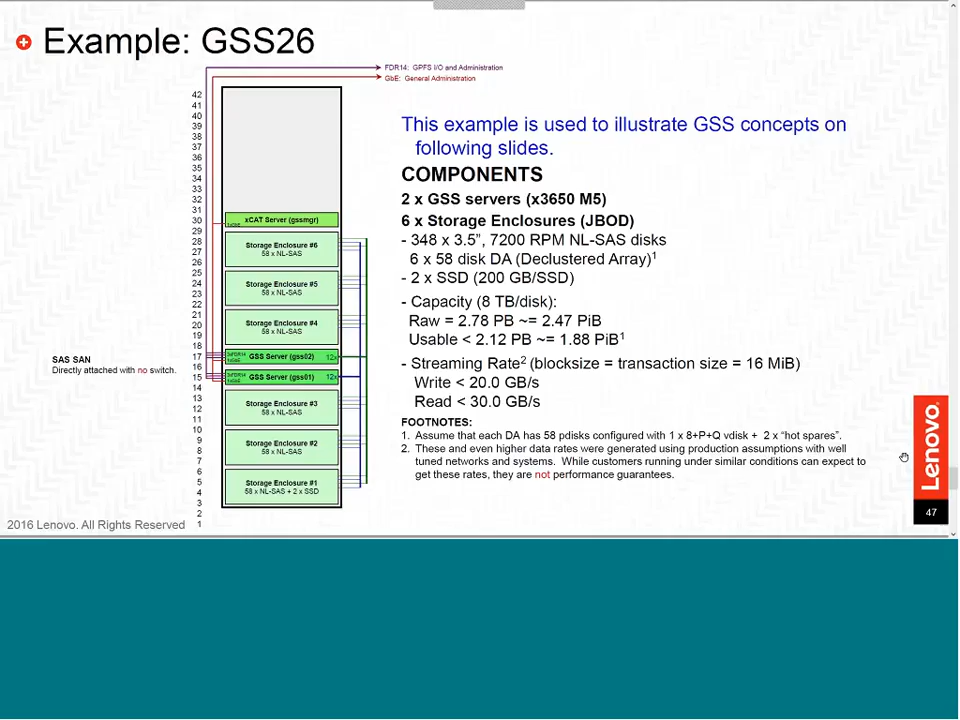 Example: GSS26
FDR14: GPFS I/O and Administration
GbE: General Administration
42
41
40
39
38
37
36
35
34
33
32
31
30
29
28
27
26
25
24
23
22
21
20
19
18
17
16
15
14
13
12
11
10
9
8
7
6
5
4
3
2
1
xCAT Server (gssmgr)
1xGbE
Storage Enclosure #6
58 x NL-SAS
Storage Enclosure #5
58 x NL-SAS
Storage Enclosure #4
58 x NL-SAS
3xFDR14
1xGbE
GSS Server (gss02)
12x
3xFDR14
1xGbE
GSS Server (gss01)
12x
Storage Enclosure #3
58 x NL-SAS
Storage Enclosure #2
58 x NL-SAS
Storage Enclosure #1
58 x NL-SAS + 2 x SSD
SAS SAN
Directly attached with no switch.
This example is used to illustrate GSS concepts on
following slides.
COMPONENTS
2 x GSS servers (x3650 M5)
6 x Storage Enclosures (JBOD)
- 348 x 3.5”, 7200 RPM NL-SAS disks
6 x 58 disk DA (Declustered Array)1
- 2 x SSD (200 GB/SSD)
- Capacity (8 TB/disk):
Raw = 2.78 PB ~= 2.47 PiB
Usable < 2.12 PB ~= 1.88 PiB1
- Streaming Rate2 (blocksize = transaction size = 16 MiB)
Write < 20.0 GB/s
Read < 30.0 GB/s
FOOTNOTES:
1. Assume that each DA has 58 pdisks configured with 1 x 8+P+Q vdisk + 2 x “hot spares”.
2. These and even higher data rates were generated using production assumptions with well
tuned networks and systems. While customers running under similar conditions can expect to
get these rates, they are not performance guarantees.
Lenovo
47
2016 Lenovo. All Rights Reserved